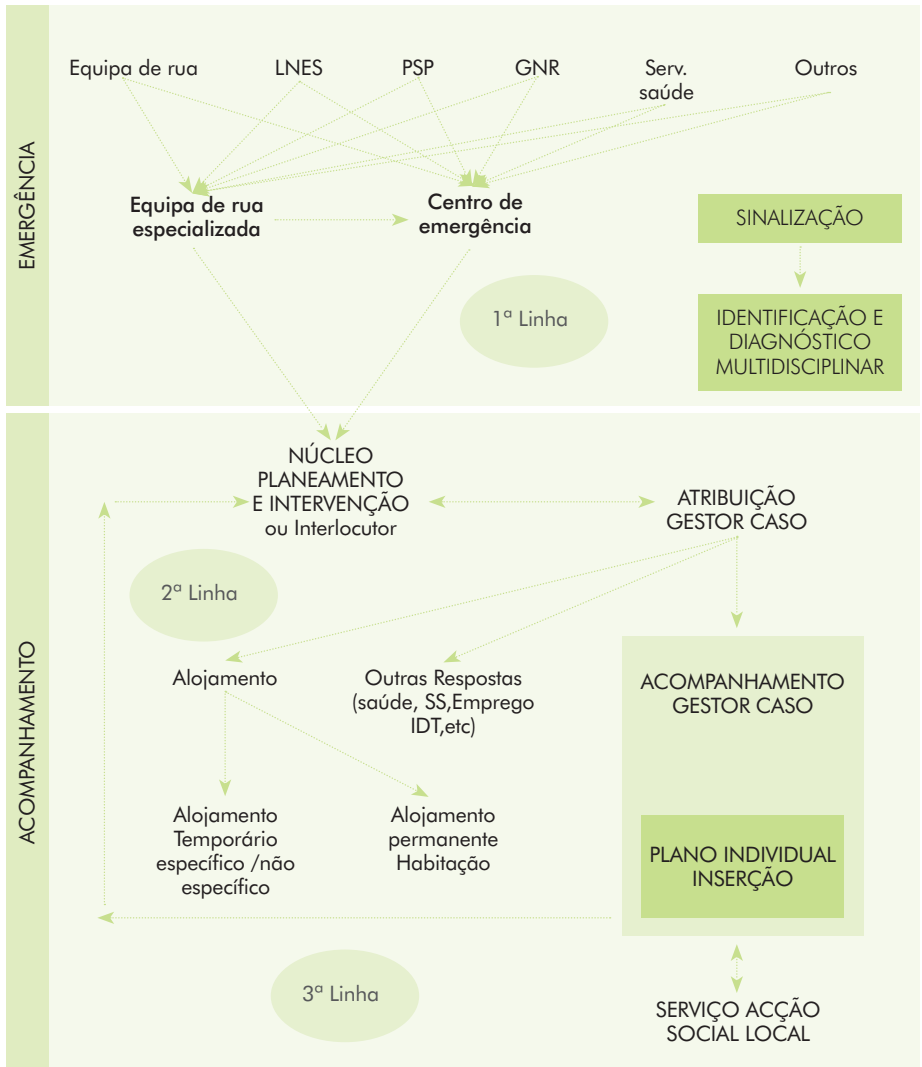 EMERGÊNCIA
Equipa de rua
LNES
PSP
GNR
Serv.
saúde
Outros
Equipa de rua
especializada
Centro de
emergência
SINALIZAÇÃO
1ª Linha
IDENTIFICAÇÃO E
DIAGNÓSTICO
MULTIDISCIPLINAR
ACOMPANHAMENTO
NÚCLEO
PLANEAMENTO
E INTERVENÇÃO
ou Interlocutor
ATRIBUIÇÃO
GESTOR CASO
2ª Linha
Alojamento
Outras Respostas
(saúde, SS,Emprego
IDT,etc)
ACOMPANHAMENTO
GESTOR CASO
Alojamento
Temporário
específico /não
específico
Alojamento
permanente
Habitação
PLANO INDIVIDUAL
INSERÇÃO
3ª Linha
SERVIÇO ACÇÃO
SOCIAL LOCAL